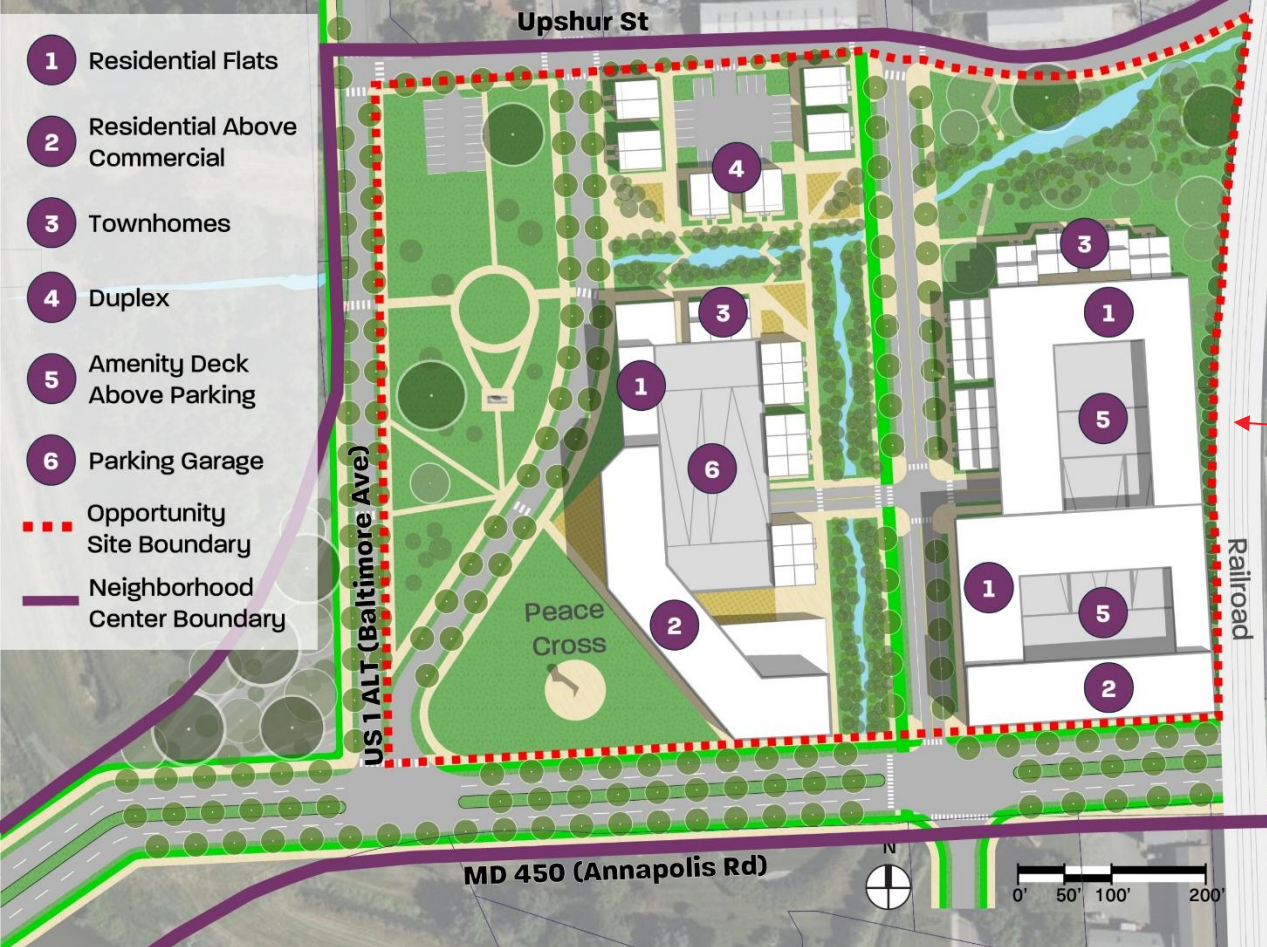 Upshur St
1 Residential Flats
2 Residential Above
Commercial
3 Townhomes
4 Duplex
5 Amenity Deck
Above Parking
6 Parking Garage
Opportunity
Site Boundary
Neighborhood
Center Boundary
4
3
3
1
1
5
6
1
2
5
2
Peace
Cross
US 1 ALT (Baltimore Ave)
Railroad
MD 450 (Annapolis Rd)
N
0' 50' 100' 200'